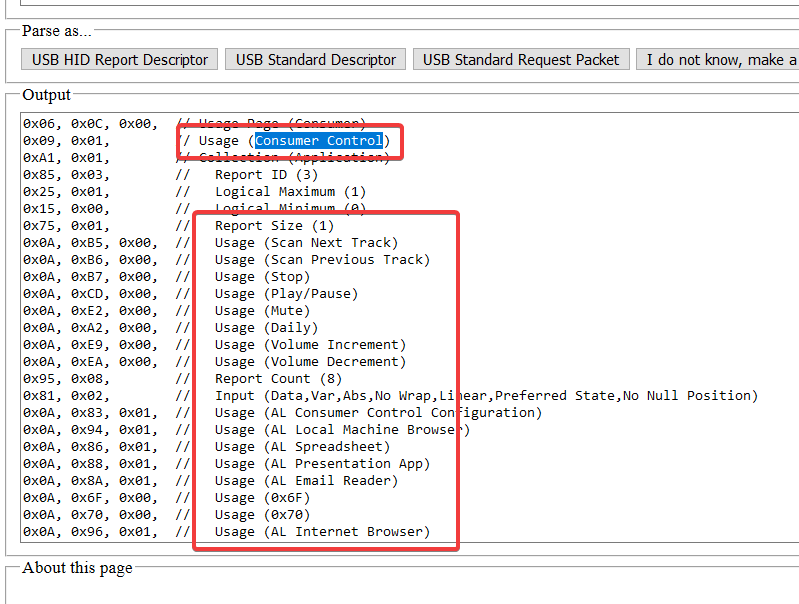 Parse as...
USB HID Report Descriptor USB Standard Descriptor USB Standard Request Packet I do not know, make a
Output
0x06, 0x0C, 0x00,  // Usage Page (Consumer)
0x09, 0x01,        // Usage (Consumer Control)
0xA1, 0x01,        // Collection (Application)
0x85, 0x03,        //   Report ID (3)
0x25, 0x01,        //   Logical Maximum (1)
0x15, 0x00,        //   Logical Minimum (0)
0x75, 0x01,        //   Report Size (1)
0x0A, 0xB5, 0x00,  //   Usage (Scan Next Track)
0x0A, 0xB6, 0x00,  //   Usage (Scan Previous Track)
0x0A, 0xB7, 0x00,  //   Usage (Stop)
0x0A, 0xCD, 0x00,  //   Usage (Play/Pause)
0x0A, 0xE2, 0x00,  //   Usage (Mute)
0x0A, 0xA2, 0x00,  //   Usage (Daily)
0x0A, 0xE9, 0x00,  //   Usage (Volume Increment)
0x0A, 0xEA, 0x00,  //   Usage (Volume Decrement)
0x95, 0x08,        //   Report Count (8)
0x81, 0x02,        //   Input (Data,Var,Abs,No Wrap,Linear,Preferred State,No Null Position)
0x0A, 0x83, 0x01,  //   Usage (AL Consumer Control Configuration)
0x0A, 0x94, 0x01,  //   Usage (AL Local Machine Browser)
0x0A, 0x86, 0x01,  //   Usage (AL Spreadsheet)
0x0A, 0x88, 0x01,  //   Usage (AL Presentation App)
0x0A, 0x8A, 0x01,  //   Usage (AL Email Reader)
0x0A, 0x6F, 0x00,  //   Usage (0x6F)
0x0A, 0x70, 0x00,  //   Usage (0x70)
0x0A, 0x96, 0x01,  //   Usage (AL Internet Browser)
About this page